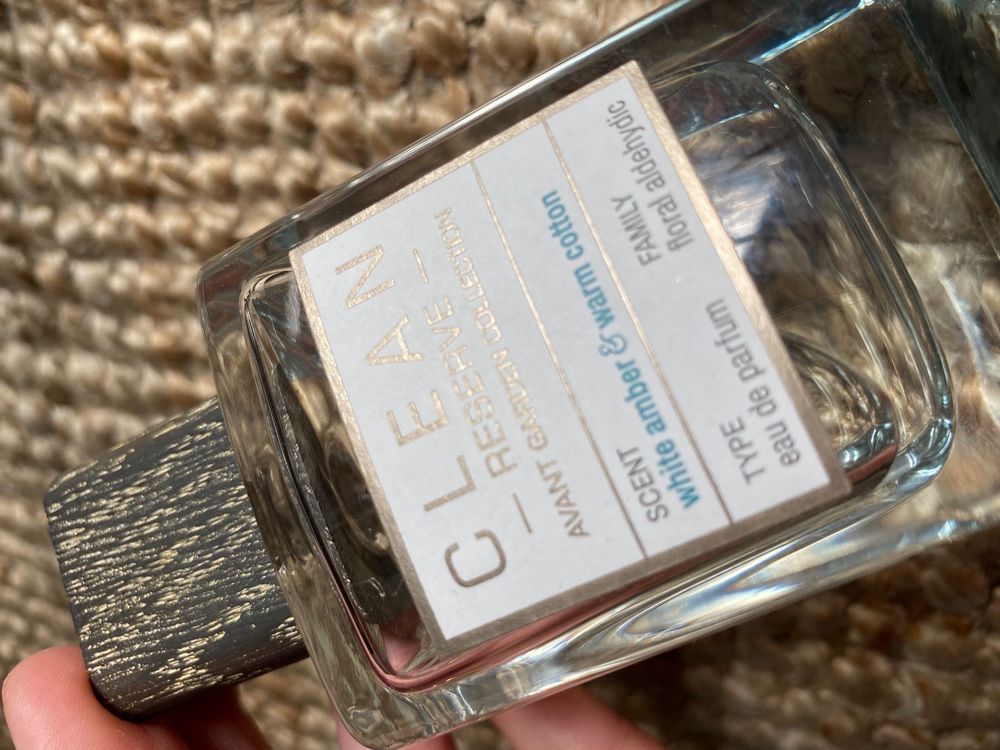 CLEAN
– RESERVE –
AVANT GARDEN COLLECTION
SCENT
white amber & warm cotton
TYPE
eau de parfum
FAMILY
floral aldehydic